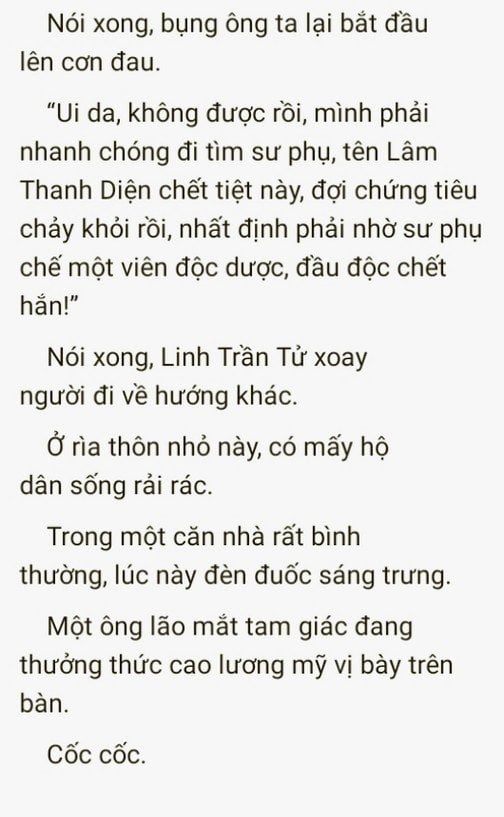 Nói xong, bụng ông ta lại bắt đầu
lên cơn đau.
“Ui da, không được rồi, mình phải
nhanh chóng đi tìm sư phụ, tên Lâm
Thanh Diện chết tiệt này, đợi chứng tiêu
chảy khỏi rồi, nhất định phải nhờ sư phụ
chế một viên độc dược, đầu độc chết
hắn!”
Nói xong, Linh Trần Tử xoay
người đi về hướng khác.
Ở rìa thôn nhỏ này, có mấy hộ
dân sống rải rác.
Trong một căn nhà rất bình
thường, lúc này đèn đuốc sáng trưng.
Một ông lão mắt tam giác đang
thưởng thức cao lương mỹ vị bày trên
bàn.
Cốc cốc.